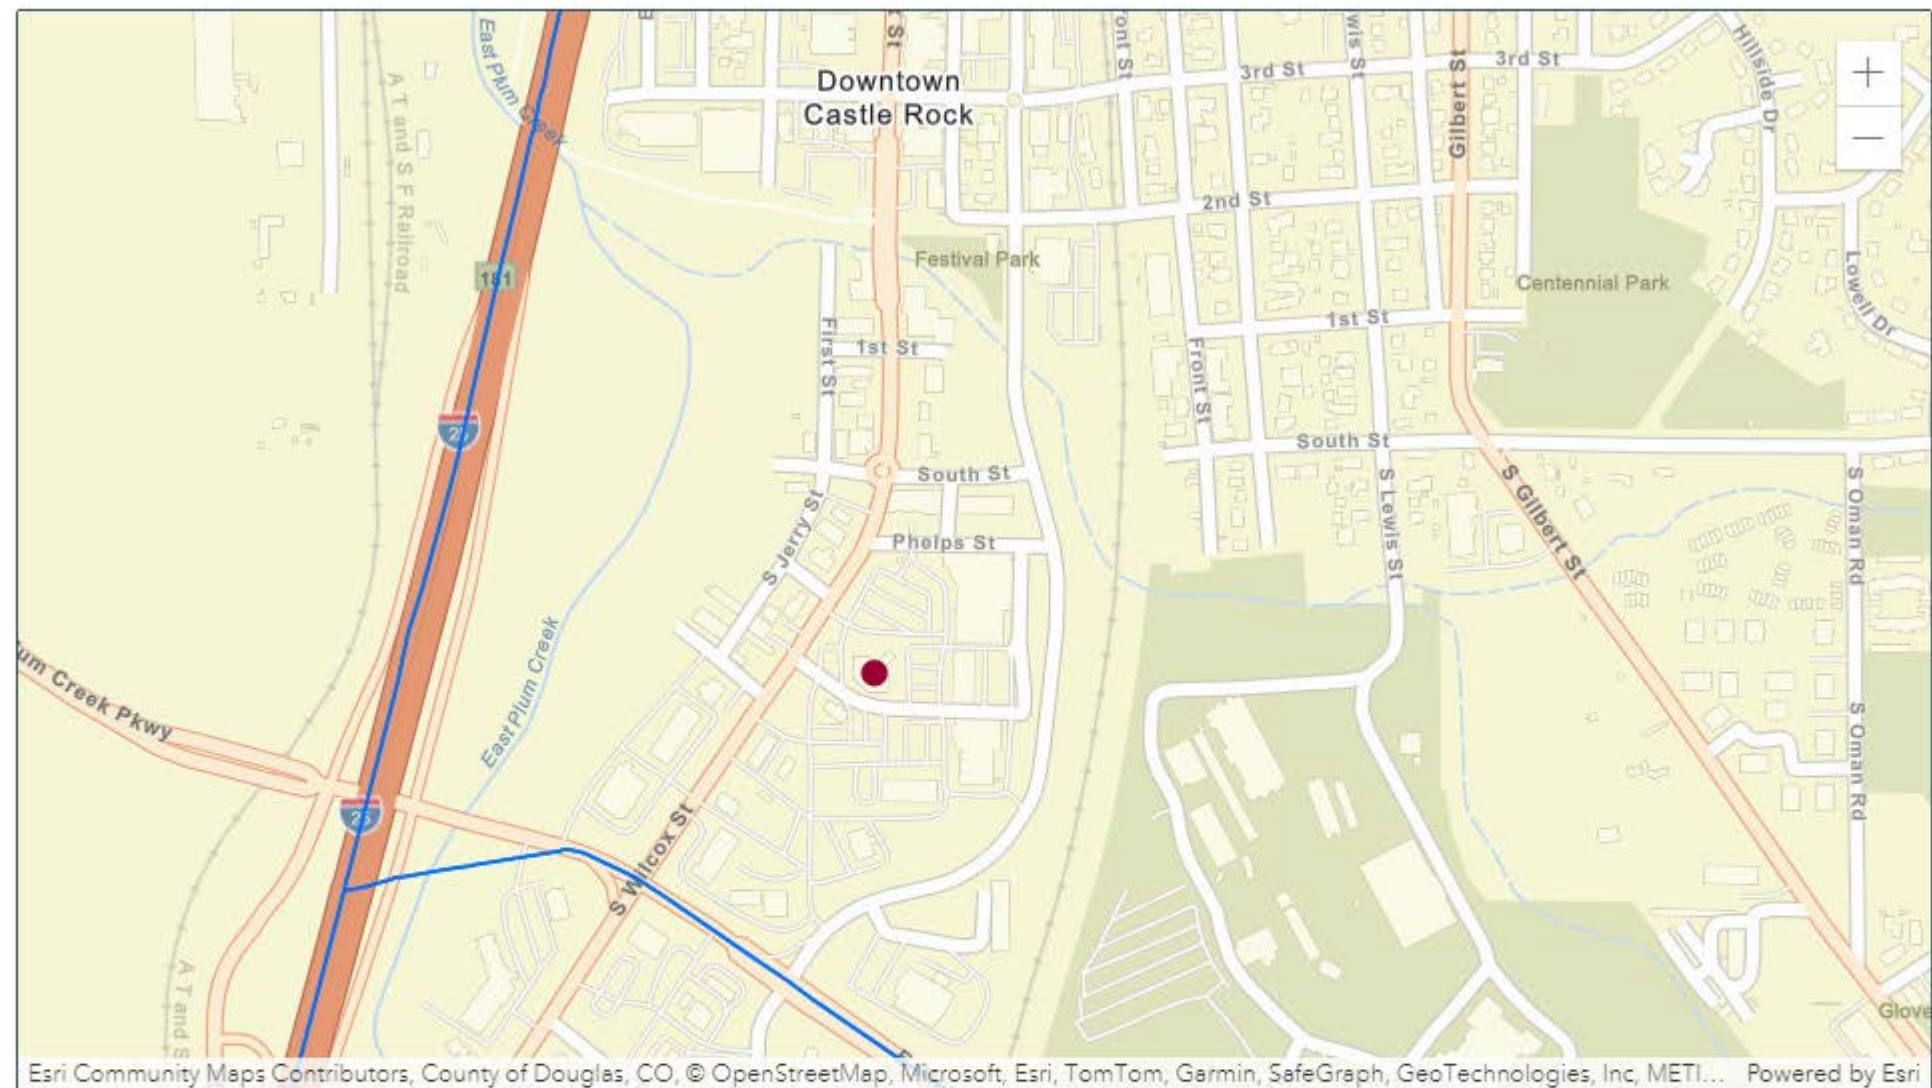 East Plum Creek
A T and S F Railroad
Downtown
Castle Rock
3rd St
3rd St
Gilbert St
Hillside Dr
+
−
2nd St
181
Festival Park
Centennial Park
Lowell Dr
First St
1st St
1st St
Front St
25
South St
South St
S Jerry St
Phelps St
S Lewis St
S Gilbert St
S Oman Rd
East Plum Creek
um Creek Pkwy
S Oman Rd
25
S Wilcox St
A T and S
Glove
Esri Community Maps Contributors, County of Douglas, CO, © OpenStreetMap, Microsoft, Esri, TomTom, Garmin, SafeGraph, GeoTechnologies, Inc, METI... Powered by Esri